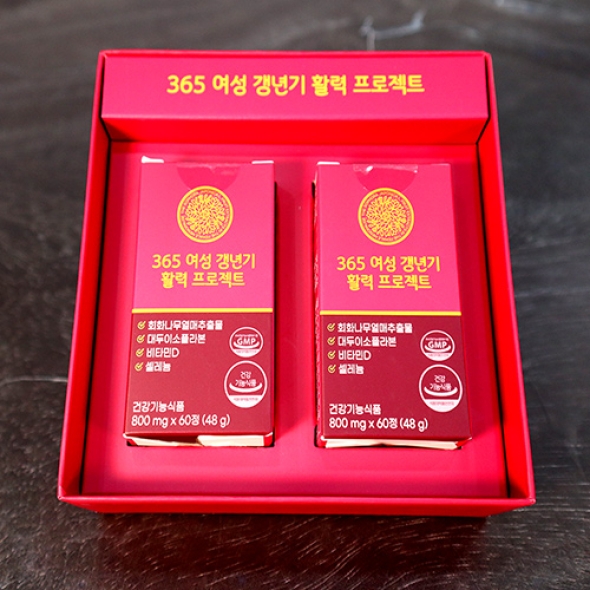 365 여성 갱년기 활력 프로젝트
365 여성 갱년기
활력 프로젝트
회화나무열매추출물
대두이소플라본
비타민D
셀레늄
GMP
건강
기능식품
건강기능식품
800 mg x 60정 (48 g)
365 여성 갱년기
활력 프로젝트
회화나무열매추출물
대두이소플라본
비타민D
셀레늄
GMP
건강
기능식품
건강기능식품
800 mg x 60정 (48 g)